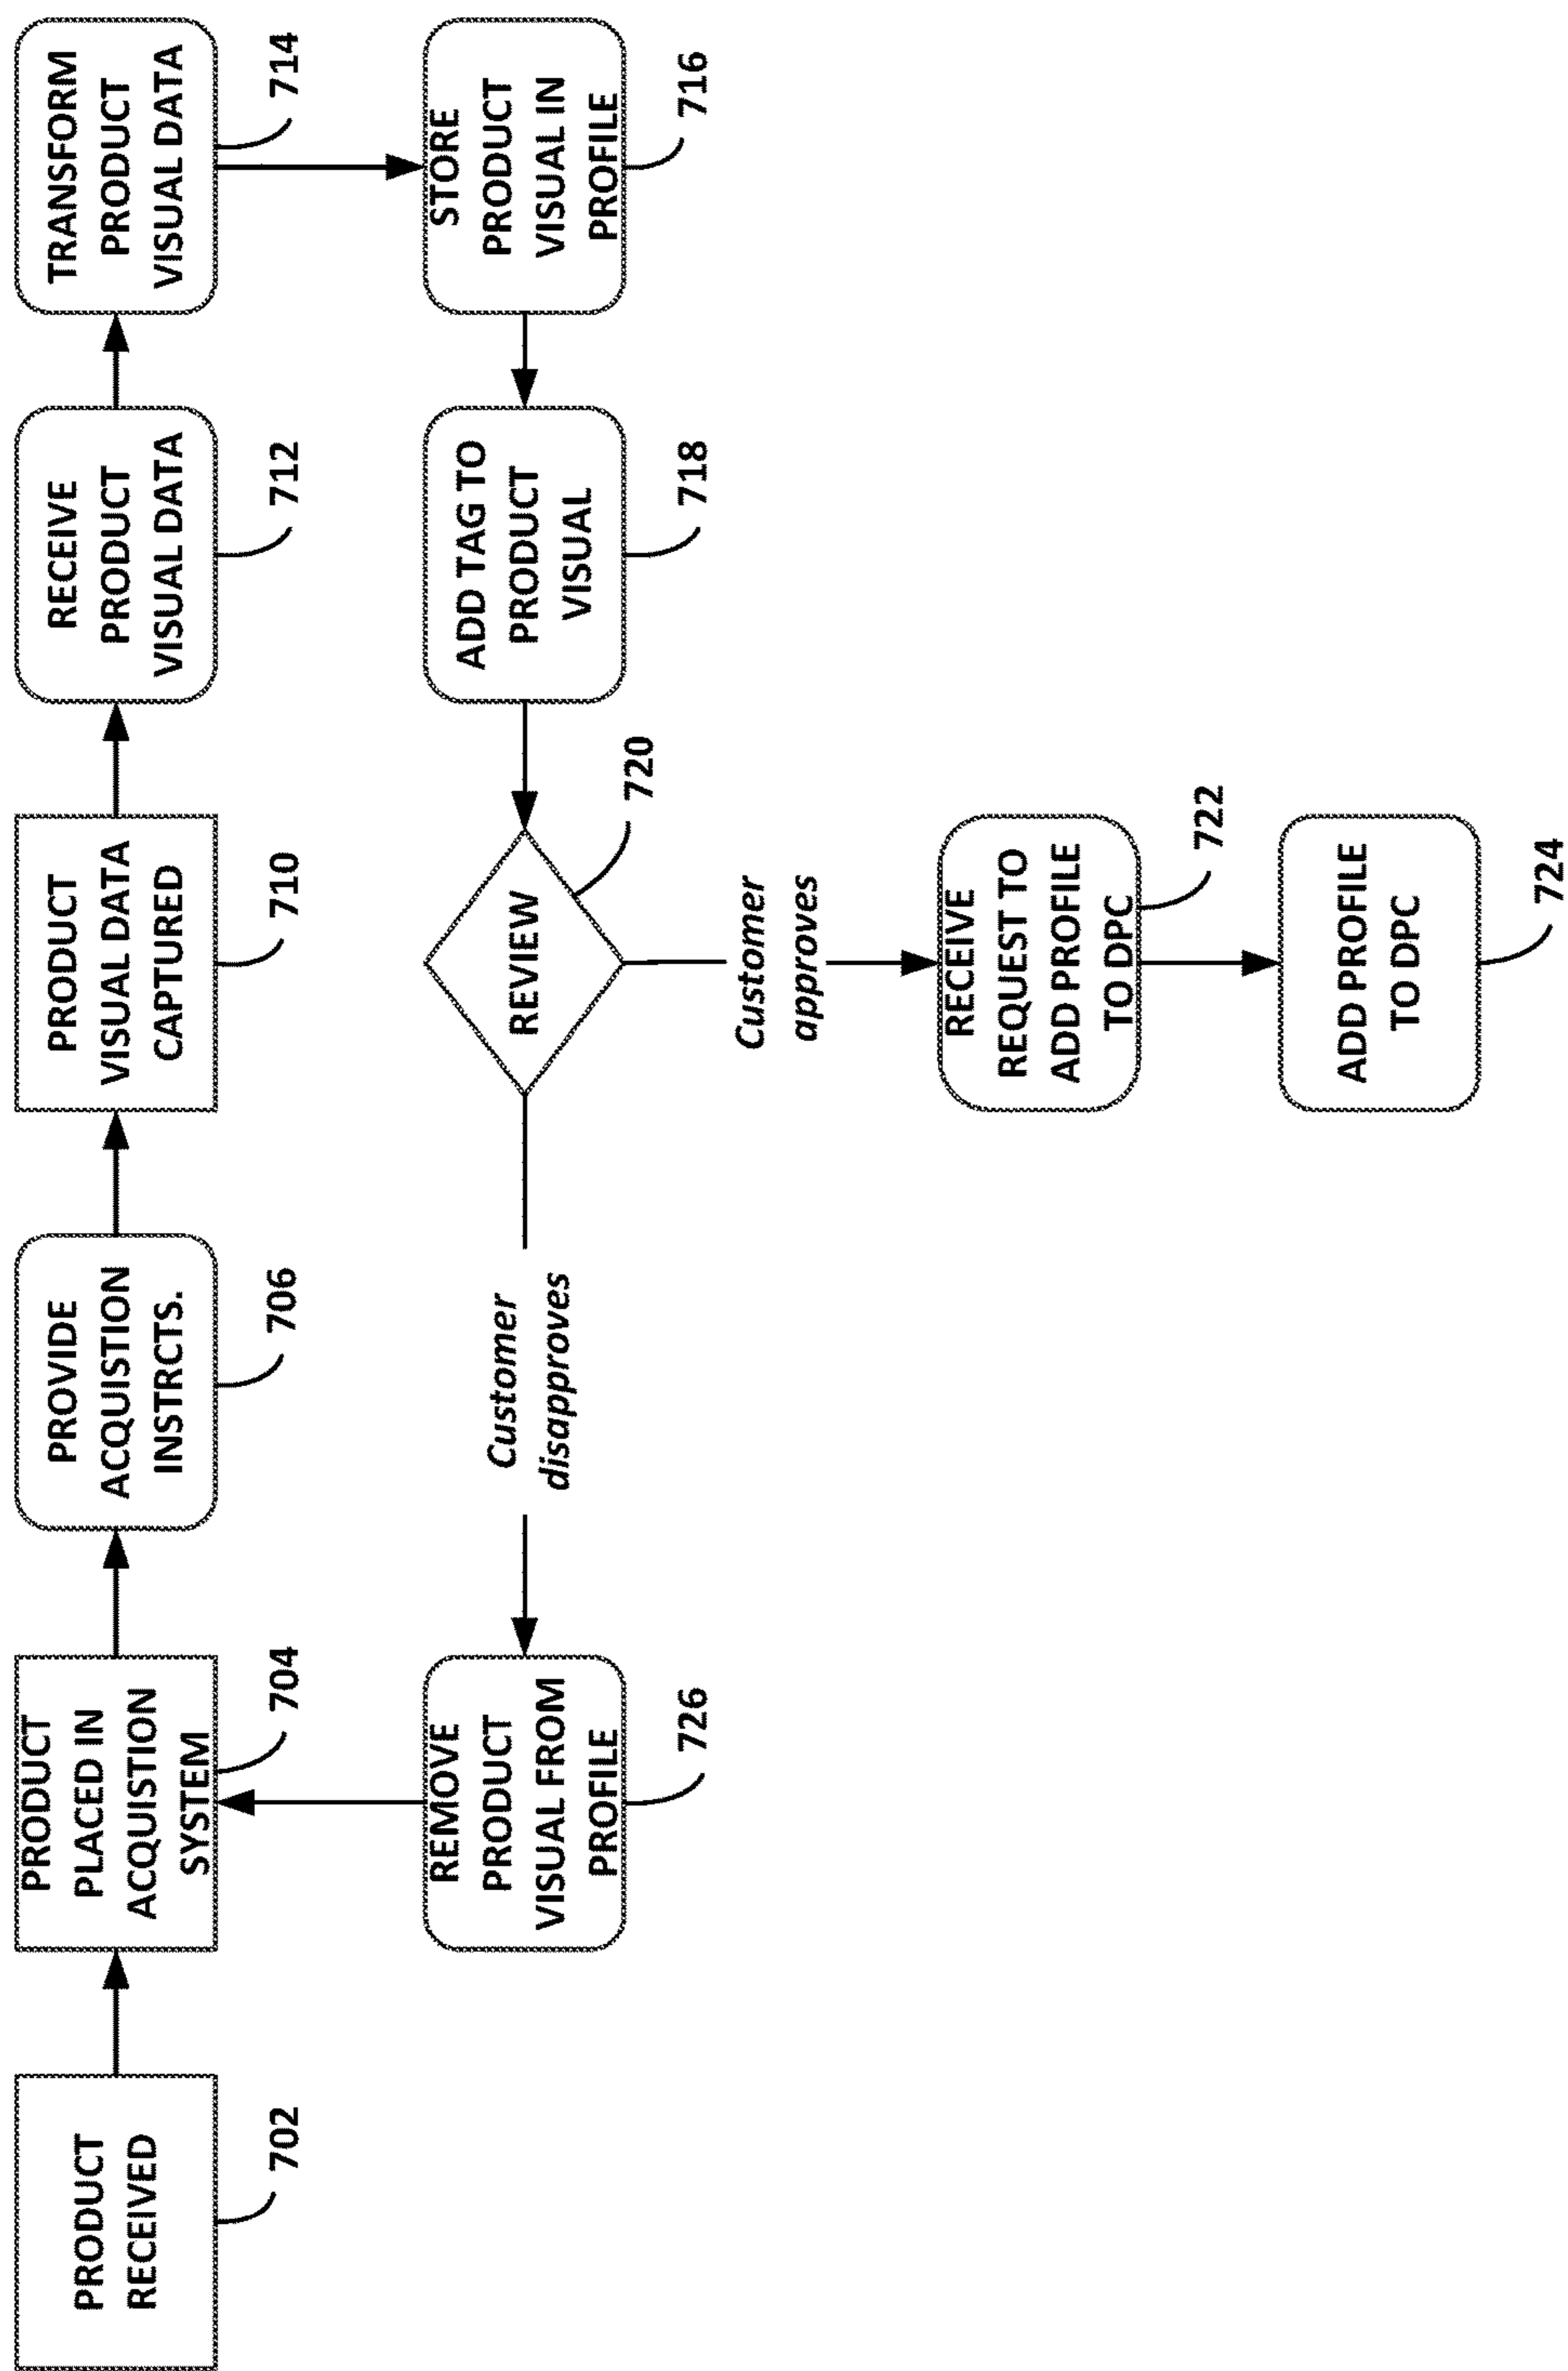 PRODUCT
RECEIVED
702
PRODUCT
PLACED IN
ACQUISTION
SYSTEM
704
PROVIDE
ACQUISTION
INSTRCTS.
706
PRODUCT
VISUAL DATA
CAPTURED
710
RECEIVE
PRODUCT
VISUAL DATA
712
TRANSFORM
PRODUCT
VISUAL DATA
714
STORE
PRODUCT
VISUAL IN
PROFILE
716
ADD TAG TO
PRODUCT
VISUAL
718
REVIEW
720
Customer
approves
RECEIVE
REQUEST TO
ADD PROFILE
TO DPC
722
ADD PROFILE
TO DPC
724
Customer
disapproves
REMOVE
PRODUCT
VISUAL FROM
PROFILE
726